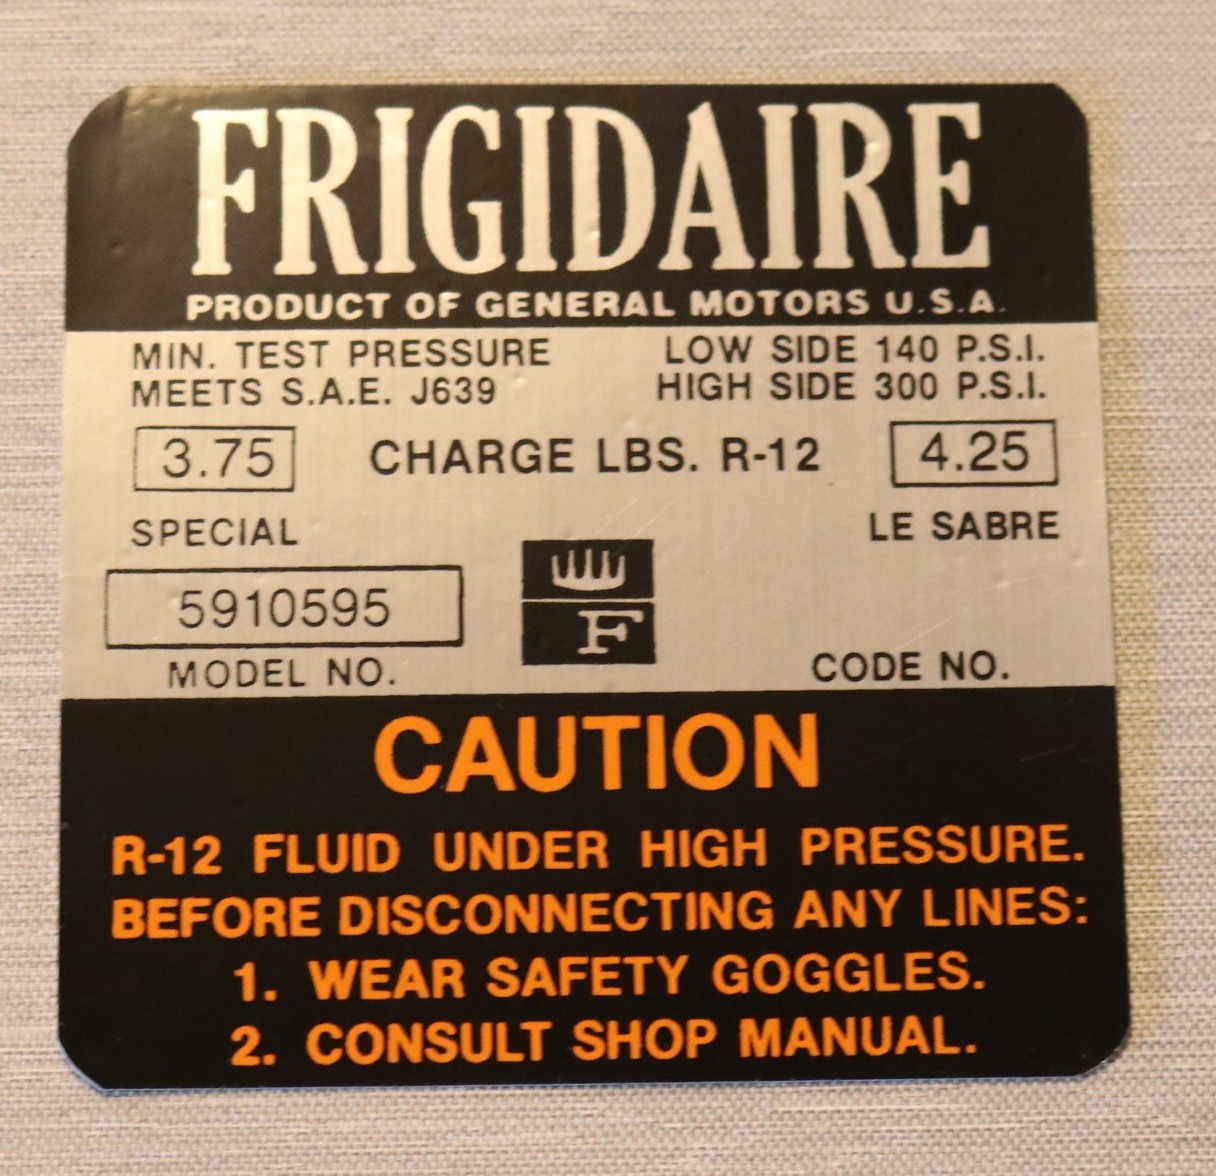 FRIGIDAIRE
PRODUCT OF GENERAL MOTORS U.S.A.
MIN. TEST PRESSURE LOW SIDE 140 P.S.I.
MEETS S.A.E. J639 HIGH SIDE 300 P.S.I.
3.75 CHARGE LBS. R-12 4.25
SPECIAL LE SABRE
5910595
F
MODEL NO. CODE NO.
CAUTION
R-12 FLUID UNDER HIGH PRESSURE.
BEFORE DISCONNECTING ANY LINES:
1. WEAR SAFETY GOGGLES.
2. CONSULT SHOP MANUAL.